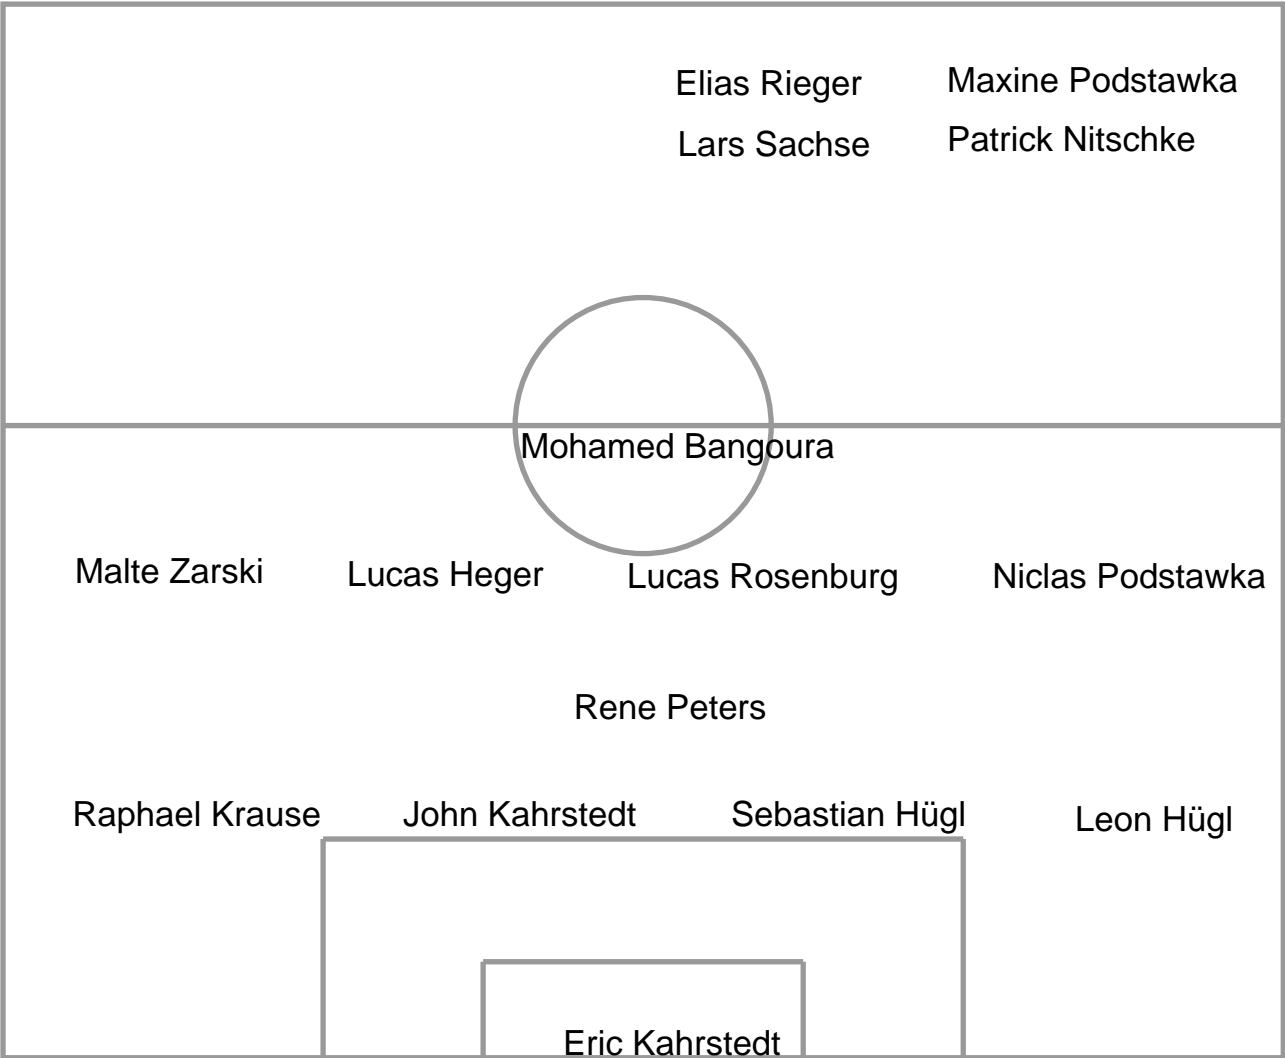 Elias Rieger
Maxine Podstawka
Lars Sachse
Patrick Nitschke
Mohamed Bangoura
Malte Zarski
Lucas Heger
Lucas Rosenburg
Niclas Podstawka
Rene Peters
Raphael Krause
John Kahrstedt
Sebastian Hügl
Leon Hügl
Eric Kahrstedt